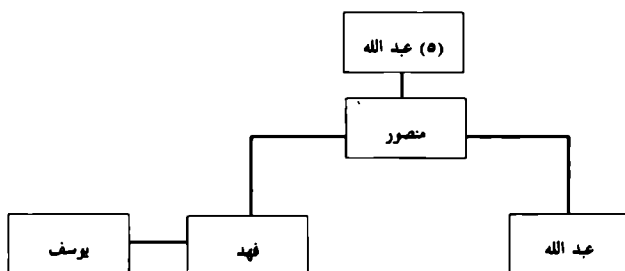 (٥) عبد الله
منصور
عبد الله
فهد
يوسف